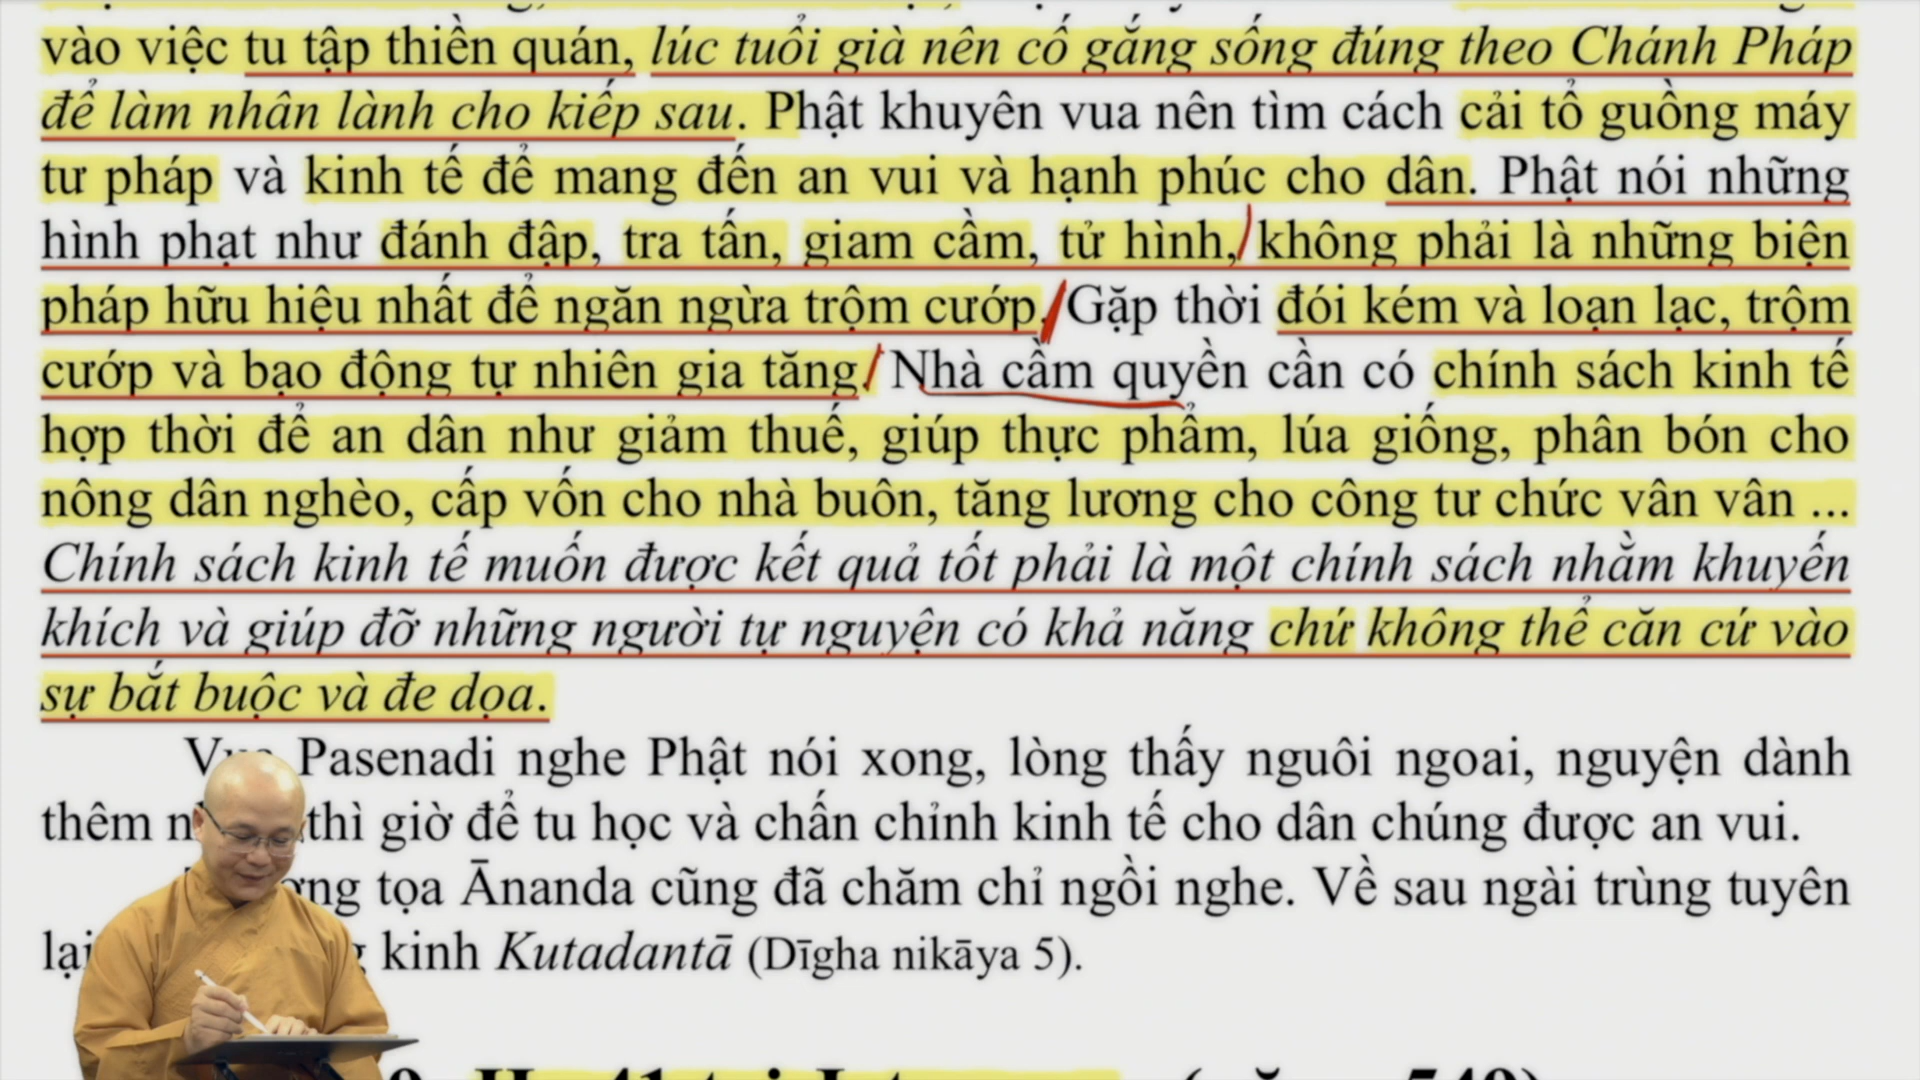 vào việc tu tập thiền quán, lúc tuổi già nên cố gắng sống đúng theo Chánh Pháp
để làm nhân lành cho kiếp sau. Phật khuyên vua nên tìm cách cải tổ guồng máy
tư pháp và kinh tế để mang đến an vui và hạnh phúc cho dân. Phật nói những
hình phạt như đánh đập, tra tấn, giam cầm, tử hình, không phải là những biện
pháp hữu hiệu nhất để ngăn ngừa trộm cướp. Gặp thời đói kém và loạn lạc, trộm
cướp và bạo động tự nhiên gia tăng. Nhà cầm quyền cần có chính sách kinh tế
hợp thời để an dân như giảm thuế, giúp thực phẩm, lúa giống, phân bón cho
nông dân nghèo, cấp vốn cho nhà buôn, tăng lương cho công tư chức vân vân ...
Chính sách kinh tế muốn được kết quả tốt phải là một chính sách nhằm khuyến
khích và giúp đỡ những người tự nguyện có khả năng chứ không thể căn cứ vào
sự bắt buộc và đe dọa.
Pasenadi nghe Phật nói xong, lòng thấy nguôi ngoai, nguyện dành
thêm thì giờ để tu học và chấn chỉnh kinh tế cho dân chúng được an vui.
tọa Ānanda cũng đã chăm chỉ ngồi nghe. Về sau ngài trùng tuyên
lại kinh Kutadantā (Dīgha nikāya 5).